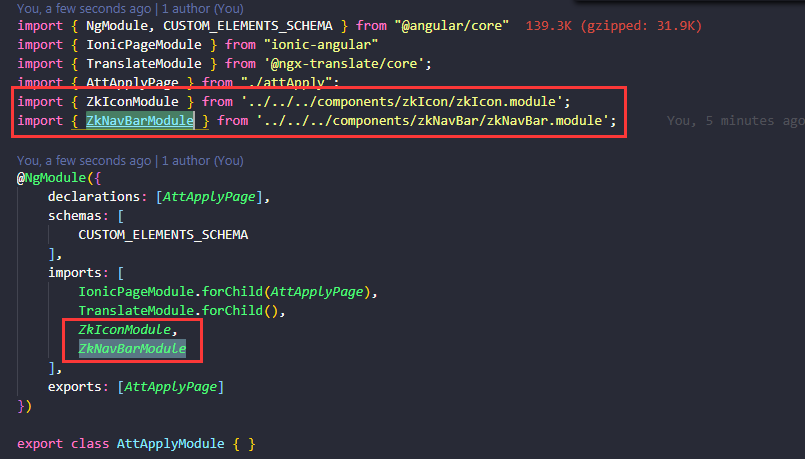 You, a few seconds ago | 1 author (You)
import { NgModule, CUSTOM_ELEMENTS_SCHEMA } from "@angular/core" 139.3K (gzipped: 31.9K)
import { IonicPageModule } from "ionic-angular"
import { TranslateModule } from '@ngx-translate/core';
import { AttApplyPage } from "./attApply";
import { ZkIconModule } from '../../../components/zkIcon/zkIcon.module';
import { ZkNavBarModule } from '../../../components/zkNavBar/zkNavBar.module'; You, 5 minutes ago
You, a few seconds ago | 1 author (You)
@NgModule({
declarations: [AttApplyPage],
schemas: [
CUSTOM_ELEMENTS_SCHEMA
],
imports: [
IonicPageModule.forChild(AttApplyPage),
TranslateModule.forChild(),
ZkIconModule,
ZkNavBarModule
],
exports: [AttApplyPage]
})
export class AttApplyModule { }